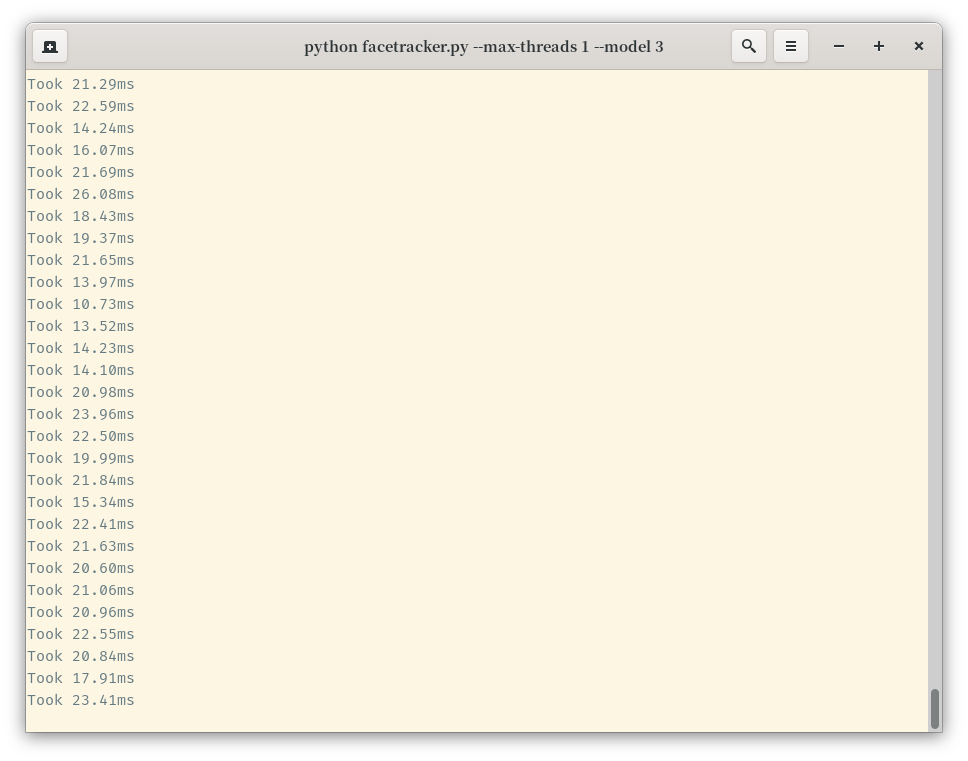 python facetracker.py --max-threads 1 --model 3
Took 21.29ms
Took 22.59ms
Took 14.24ms
Took 16.07ms
Took 21.69ms
Took 26.08ms
Took 18.43ms
Took 19.37ms
Took 21.65ms
Took 13.97ms
Took 10.73ms
Took 13.52ms
Took 14.23ms
Took 14.10ms
Took 20.98ms
Took 23.96ms
Took 22.50ms
Took 19.99ms
Took 21.84ms
Took 15.34ms
Took 22.41ms
Took 21.63ms
Took 20.60ms
Took 21.06ms
Took 20.96ms
Took 22.55ms
Took 20.84ms
Took 17.91ms
Took 23.41ms